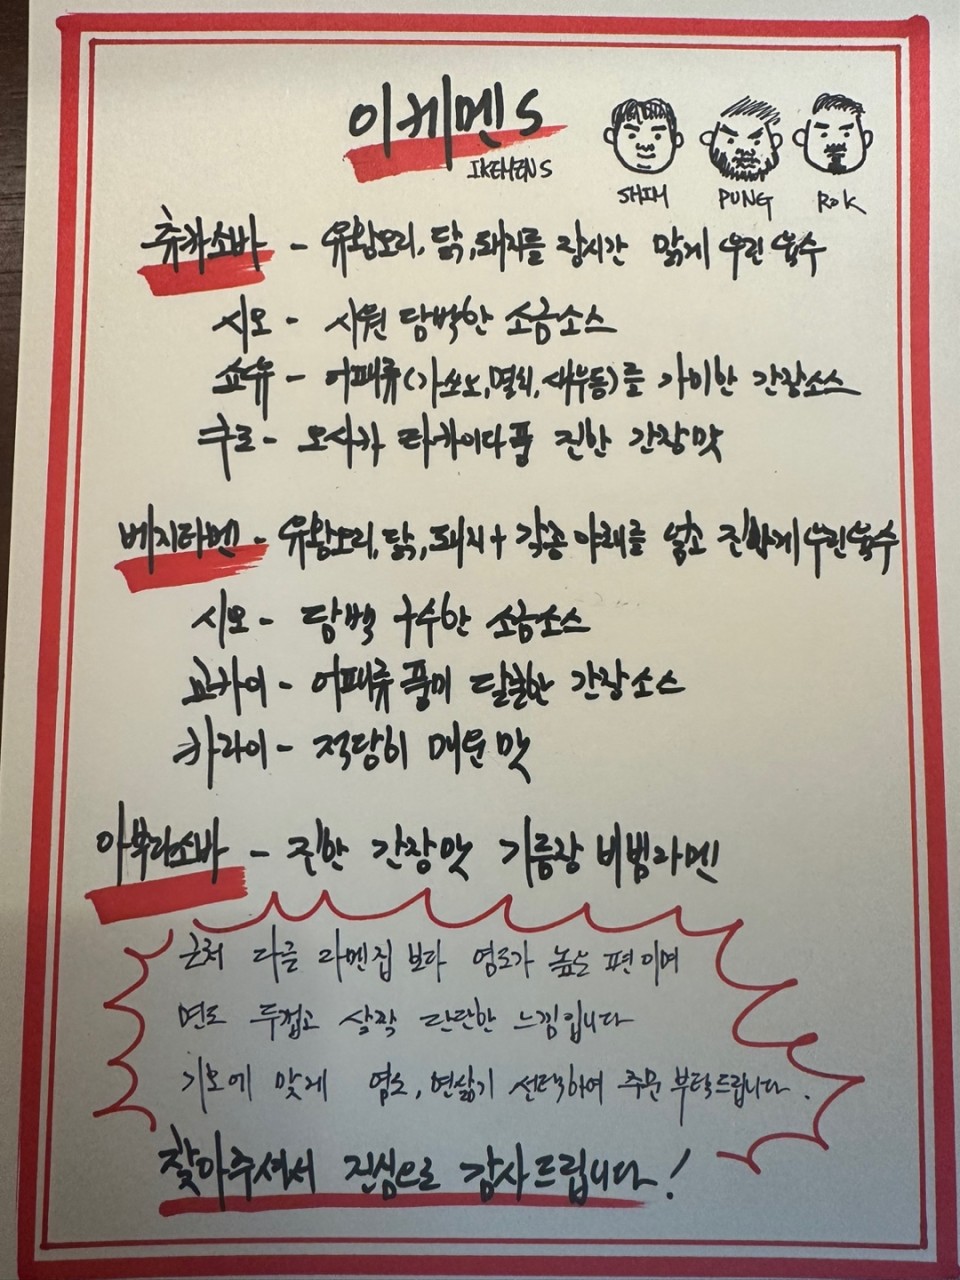 이케멘S
IKEMENS
SHIM PUNG ROK
츄카소바 - 유황오리, 닭, 돼지를 장시간 맑게 우린 육수
시오 - 시원 담백한 소금소스
쇼유 - 어패류(가쓰오, 멸치, 새우등)를 가미한 간장소스
쿠로 - 오사카 타카이다풍 진한 간장맛
베지타멘 - 유황오리, 닭, 돼지 + 각종 야채를 넣고 진하게 우린 육수
시오 - 담백 구수한 소금소스
교카이 - 어패류 풍미 달콤한 간장소스
카라이 - 적당히 매운 맛
아부라소바 - 진한 간장맛 기름장 비빔라멘
근처 다른 라멘집 보다 염도가 높은 편이며
면도 두껍고 살짝 단단한 느낌입니다
기호에 맞게 염도, 면삶기 선택하여 주문 부탁드립니다.
찾아주셔서 진심으로 감사드립니다!